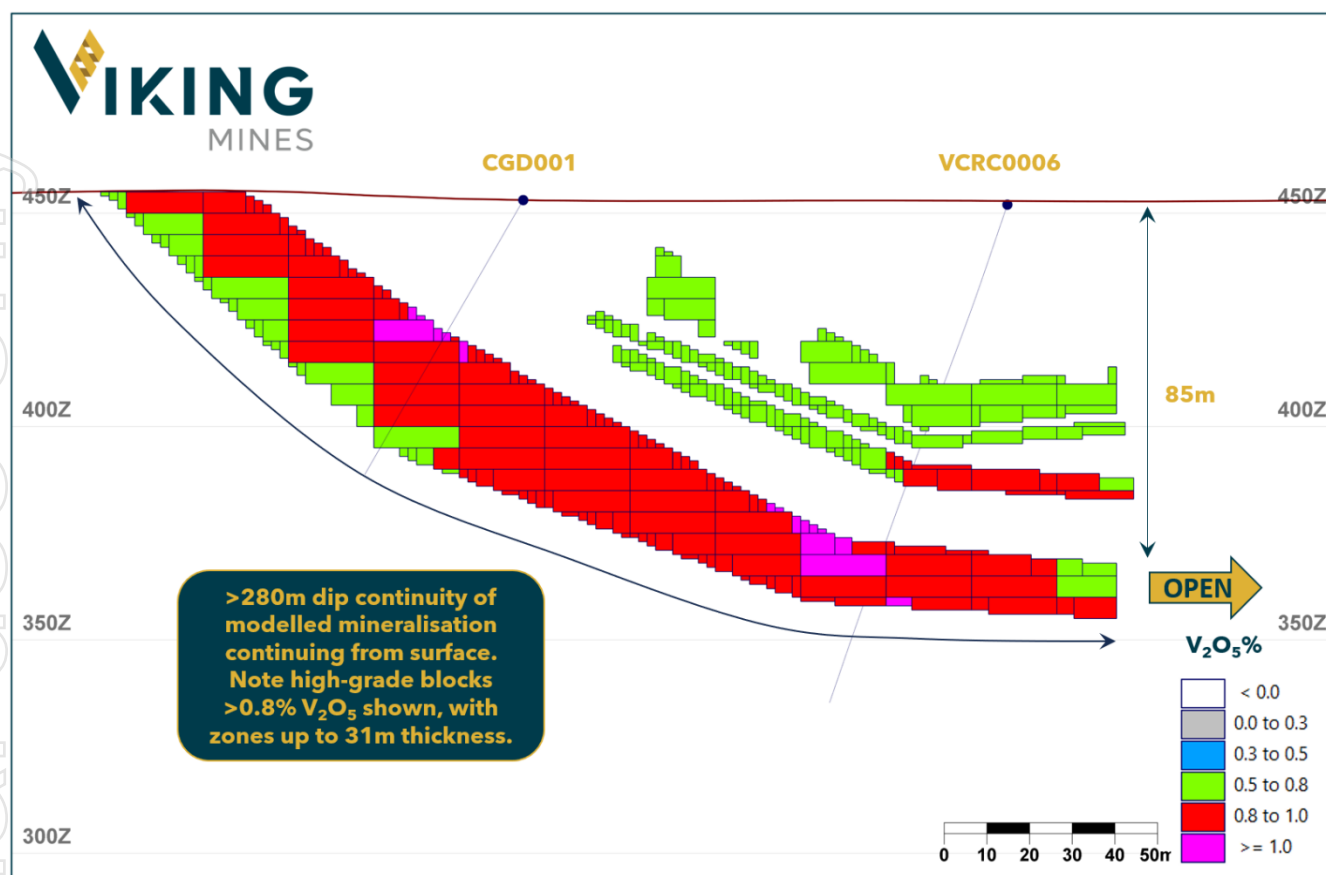 VIKING
MINES
CGD001
VCRC0006
450Z
450Z
85m
400Z
400Z
OPEN
350Z
350Z
>280m dip continuity of
modelled mineralisation
continuing from surface.
Note high-grade blocks
>0.8% V₂O₅ shown, with
zones up to 31m thickness.
V₂O₅%
< 0.0
0.0 to 0.3
0.3 to 0.5
0.5 to 0.8
0.8 to 1.0
>= 1.0
300Z
0 10 20 30 40 50m